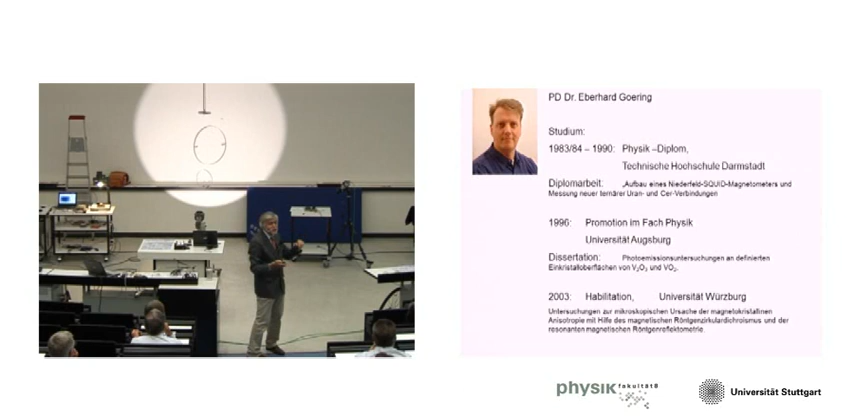 PD Dr. Eberhard Goering
Studium:
1983/84 – 1990: Physik –Diplom,
Technische Hochschule Darmstadt
Diplomarbeit: „Aufbau eines Niederfeld-SQUID-Magnetometers und
Messung neuer ternärer Uran- und Cer-Verbindungen
1996: Promotion im Fach Physik
Universität Augsburg
Dissertation: Photoemissionsuntersuchungen an definierten
Einkristalloberflächen von V₂O₃ und VO₂.
2003: Habilitation, Universität Würzburg
Untersuchungen zur mikroskopischen Ursache der magnetokristallinen
Anisotropie mit Hilfe des magnetischen Röntgenzirkulardichroismus und der
resonanten magnetischen Röntgenreflektometrie.
physik fakultät8
Universität Stuttgart